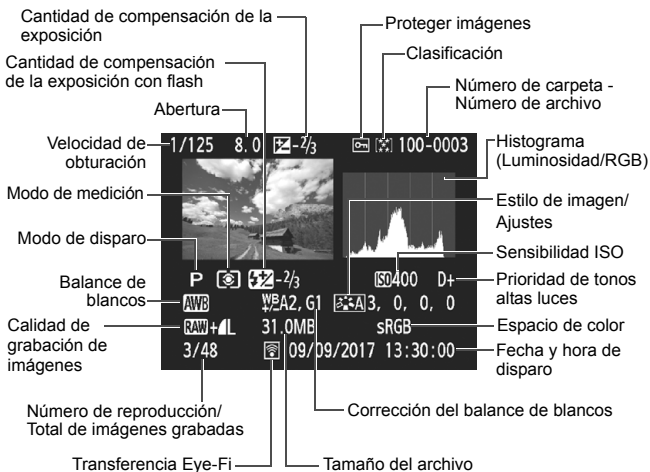 Cantidad de compensación de la
exposición
Proteger imágenes
Cantidad de compensación
de la exposición con flash
Clasificación
Número de carpeta -
Número de archivo
Abertura
Velocidad de
obturación
1/125 8.0 -2/3 100-0003
Histograma
(Luminosidad/RGB)
Modo de medición
Estilo de imagen/
Ajustes
Modo de disparo
Sensibilidad ISO
P -2/3 ISO400 D+
Prioridad de tonos
altas luces
Balance de
blancos
AWB WB+/-A2, G1 A3, 0, 0, 0
Calidad de
grabación de
imágenes
RAW+L 31.0MB sRGB
Espacio de color
3/48 09/09/2017 13:30:00
Fecha y hora de
disparo
Número de reproducción/
Total de imágenes grabadas
Corrección del balance de blancos
Transferencia Eye-Fi
Tamaño del archivo